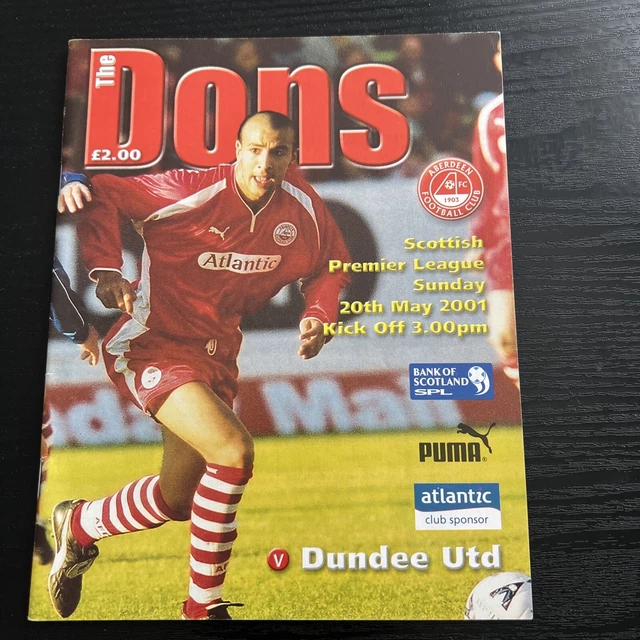 The
Dons
£2.00
ABERDEEN
A FC
1903
FOOTBALL CLUB
Atlantic
Scottish
Premier League
Sunday
20th May 2001
Kick Off 3.00pm
BANK OF
SCOTLAND
SPL
PUMA®
atlantic
club sponsor
Mail
v Dundee Utd